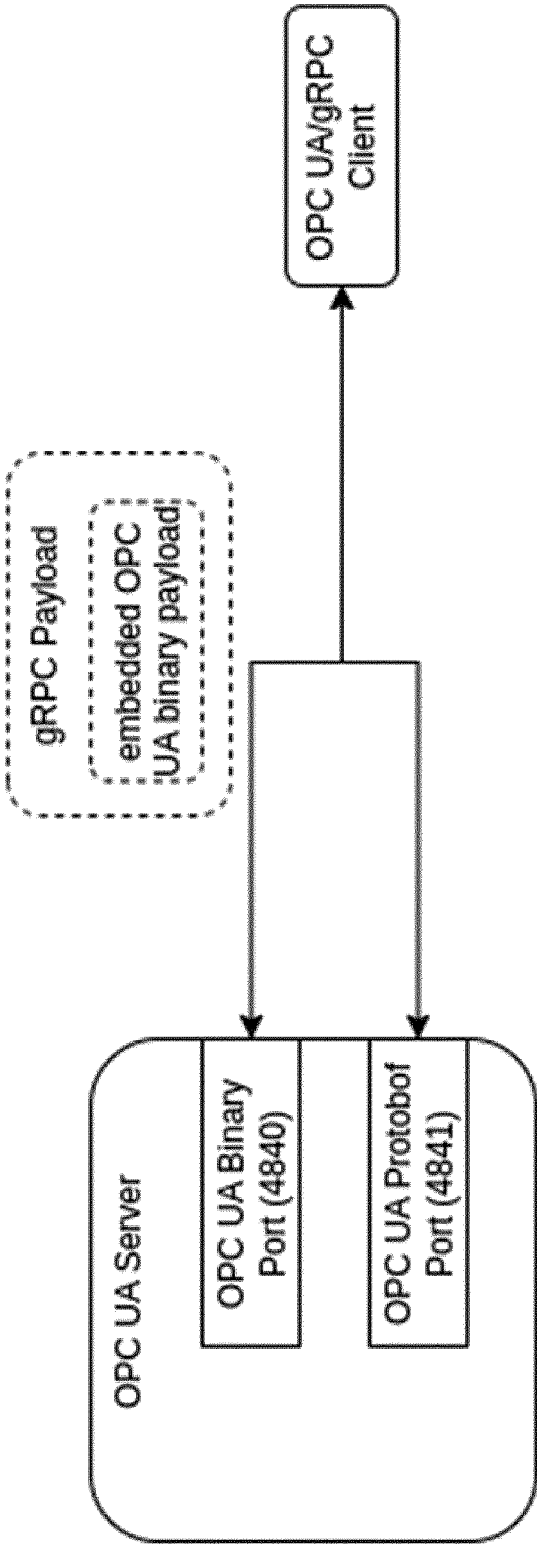 OPC UA Server
OPC UA Binary
Port (4840)
OPC UA Protobof
Port (4841)
gRPC Payload
embedded OPC
UA binary payload
OPC UA/gRPC
Client